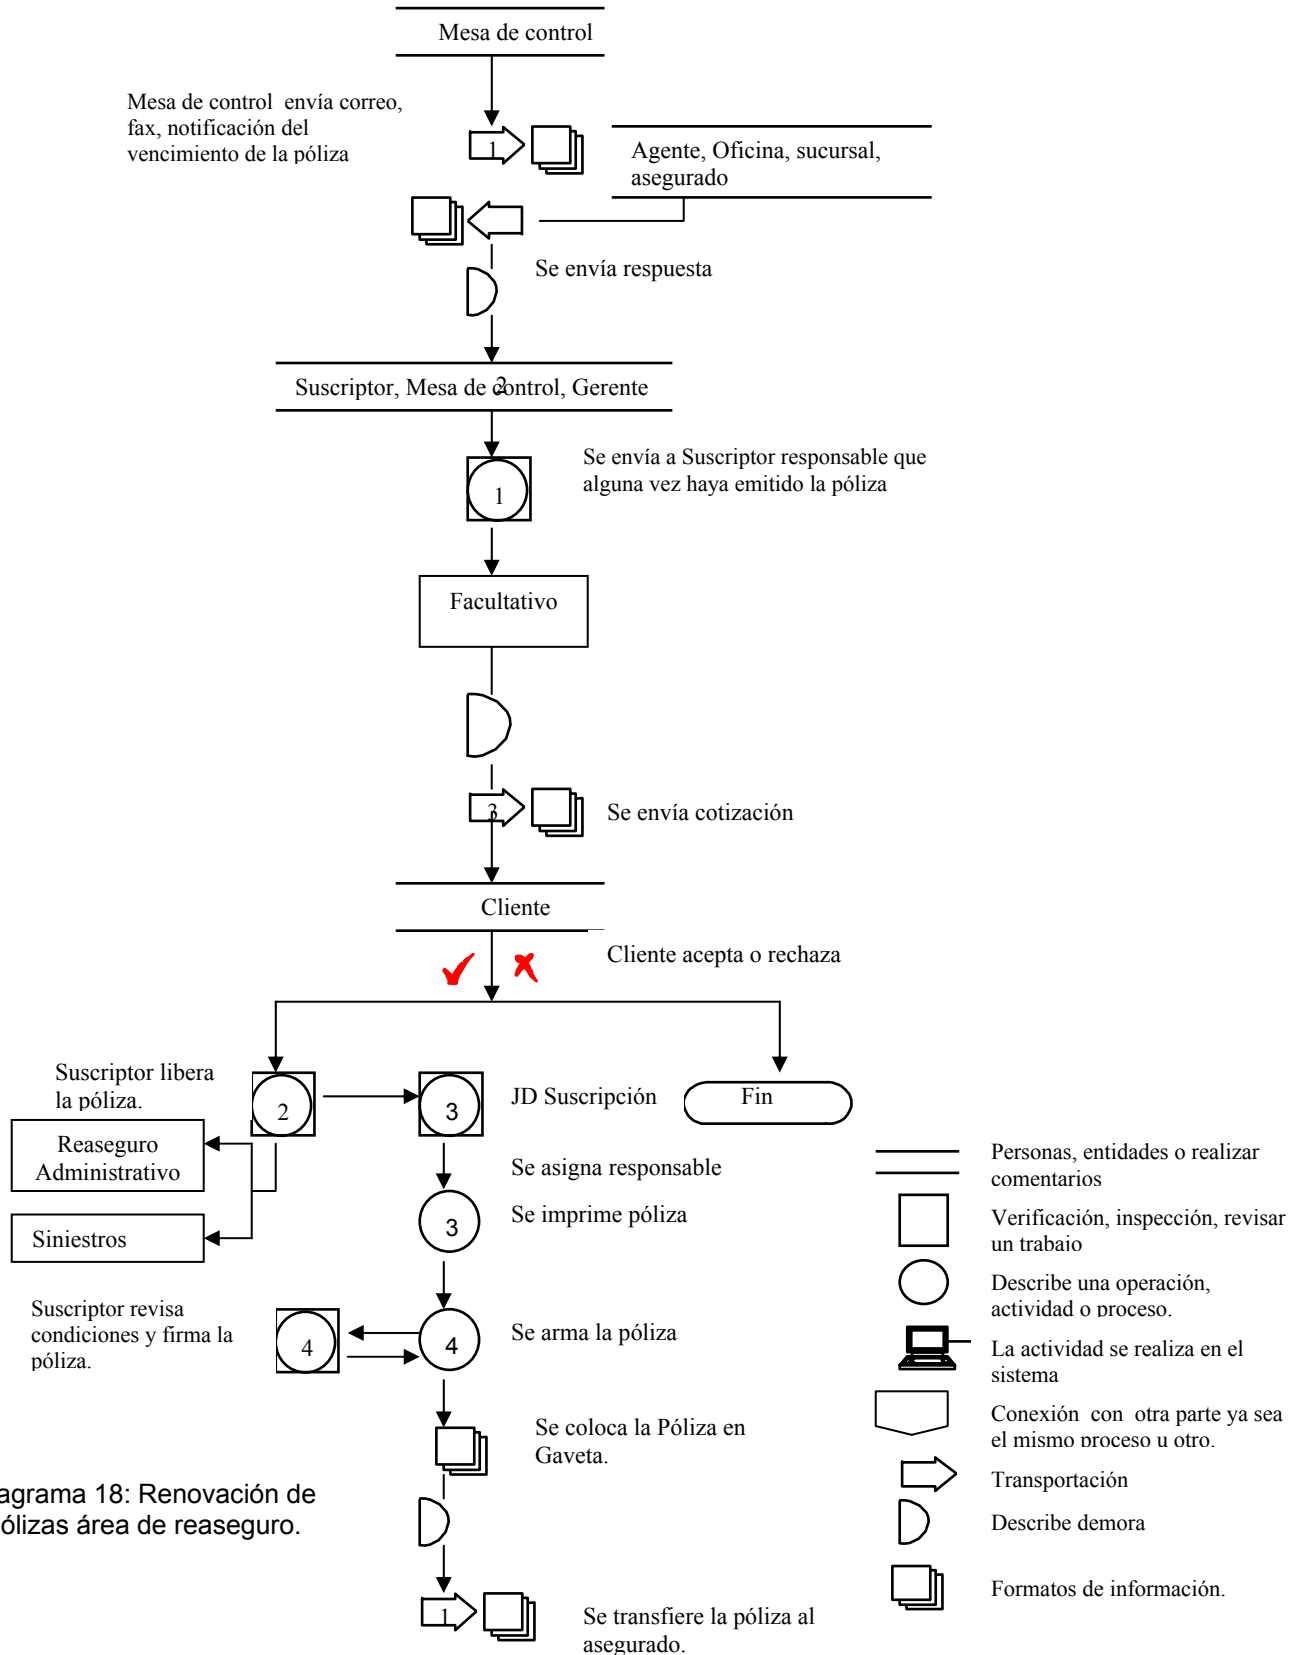 Mesa de control
Mesa de control envía correo,
fax, notificación del
vencimiento de la póliza
1
Agente, Oficina, sucursal,
asegurado
Se envía respuesta
Suscriptor, Mesa de control, Gerente
2
Se envía a Suscriptor responsable que
alguna vez haya emitido la póliza
1
Facultativo
3
Se envía cotización
Cliente
Cliente acepta o rechaza
Suscriptor libera
la póliza.
2
3
JD Suscripción
Fin
Reaseguro
Administrativo
Se asigna responsable
3
Se imprime póliza
Siniestros
Suscriptor revisa
condiciones y firma la
póliza.
4
4
Se arma la póliza
Se coloca la Póliza en
Gaveta.
agrama 18: Renovación de
ólizas área de reaseguro.
1
Se transfiere la póliza al
asegurado.
Personas, entidades o realizar
comentarios
Verificación, inspección, revisar
un trabajo
Describe una operación,
actividad o proceso.
La actividad se realiza en el
sistema
Conexión con otra parte ya sea
el mismo proceso u otro.
Transportación
Describe demora
Formatos de información.